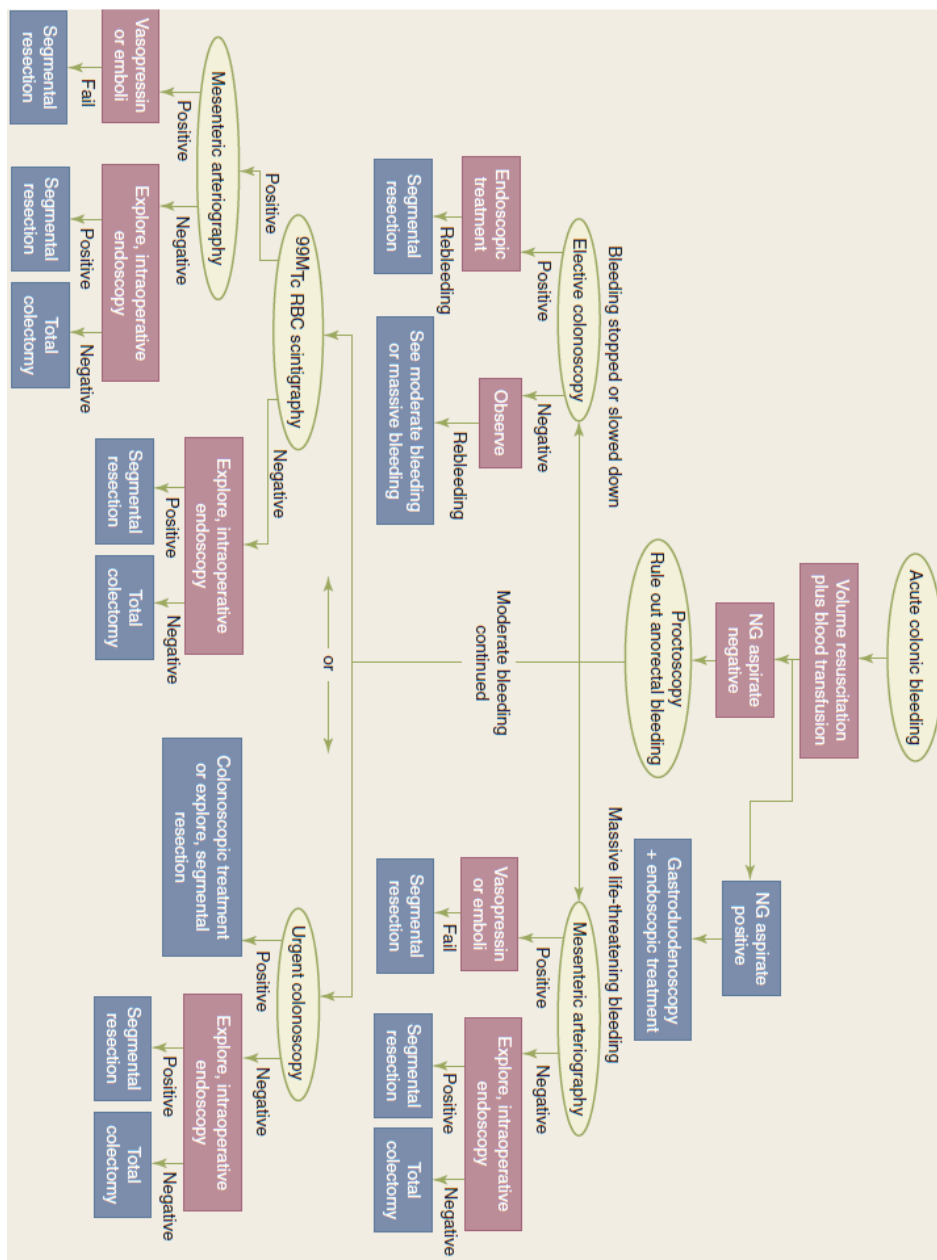 Acute colonic bleeding
Volume resuscitation
plus blood transfusion
NG aspirate
negative
NG aspirate
positive
Proctoscopy
Rule out anorectal bleeding
Gastroduodenoscopy
+ endoscopic treatment
Bleeding stopped or slowed down
Massive life-threatening bleeding
Elective colonoscopy
Positive
Negative
Endoscopic
treatment
Observe
Rebleeding
Rebleeding
Segmental
resection
See moderate bleeding
or massive bleeding
Moderate bleeding
continued
Mesenteric arteriography
Positive
Negative
Vasopressin
or emboli
Explore, intraoperative
endoscopy
Fail
Positive
Negative
Segmental
resection
Segmental
resection
Total
colectomy
or
99MTc RBC scintigraphy
Positive
Negative
Mesenteric arteriography
Positive
Negative
Vasopressin
or emboli
Explore, intraoperative
endoscopy
Fail
Positive
Negative
Segmental
resection
Segmental
resection
Total
colectomy
Explore, intraoperative
endoscopy
Positive
Negative
Segmental
resection
Total
colectomy
Urgent colonoscopy
Positive
Negative
Colonoscopic treatment
or explore, segmental
resection
Explore, intraoperative
endoscopy
Positive
Negative
Segmental
resection
Total
colectomy